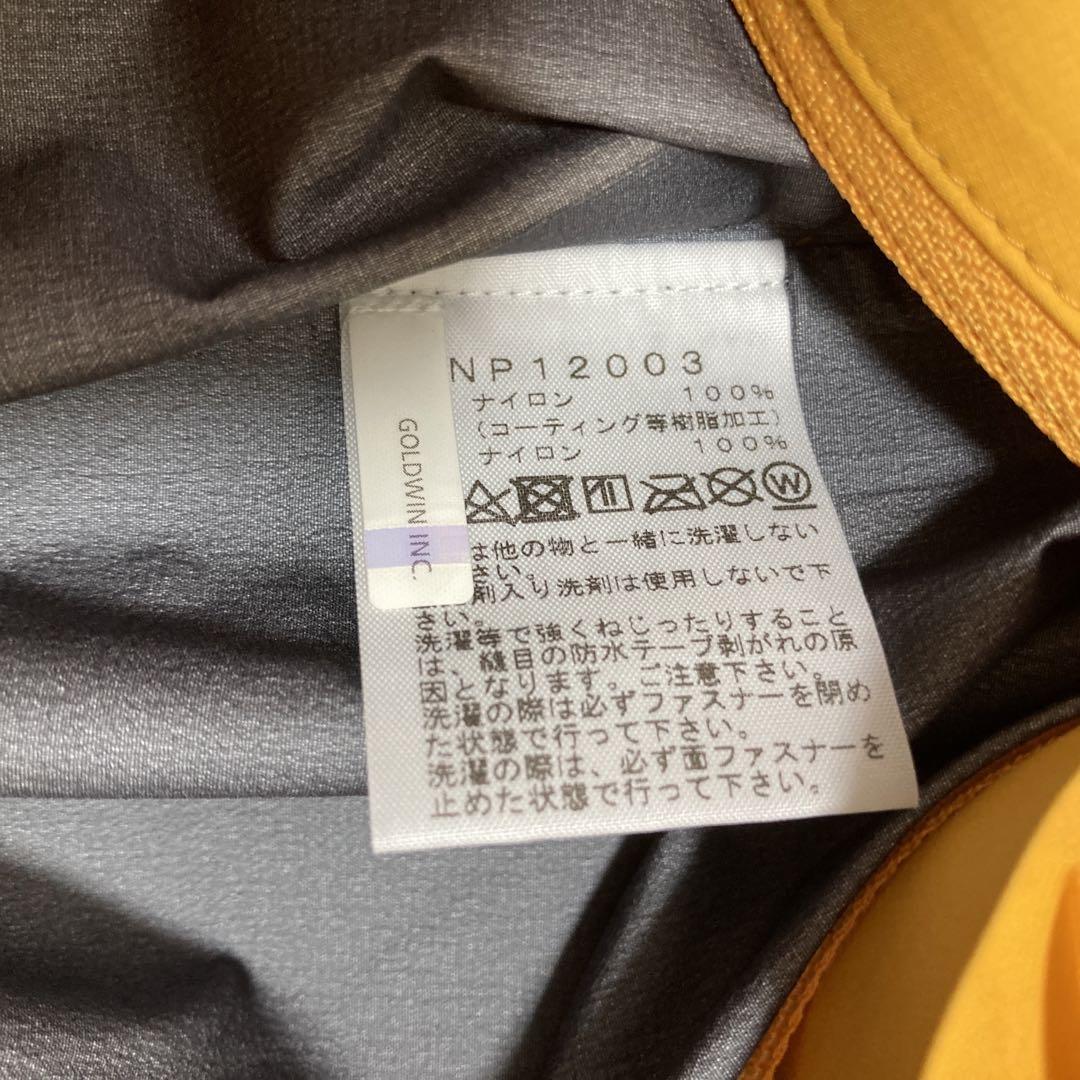 NP12003
ナイロン 100%
(コーティング等樹脂加工)
ナイロン 100%
W
GOLDWIN INC.
は他の物と一緒に洗濯しない
さい。
剤入り洗剤は使用しないで下
さい。
洗濯等で強くねじったりすること
は、縫目の防水テープ剥がれの原
因となります。ご注意下さい。
洗濯の際は必ずファスナーを閉め
た状態で行って下さい。
洗濯の際は、必ず面ファスナーを
止めた状態で行って下さい。